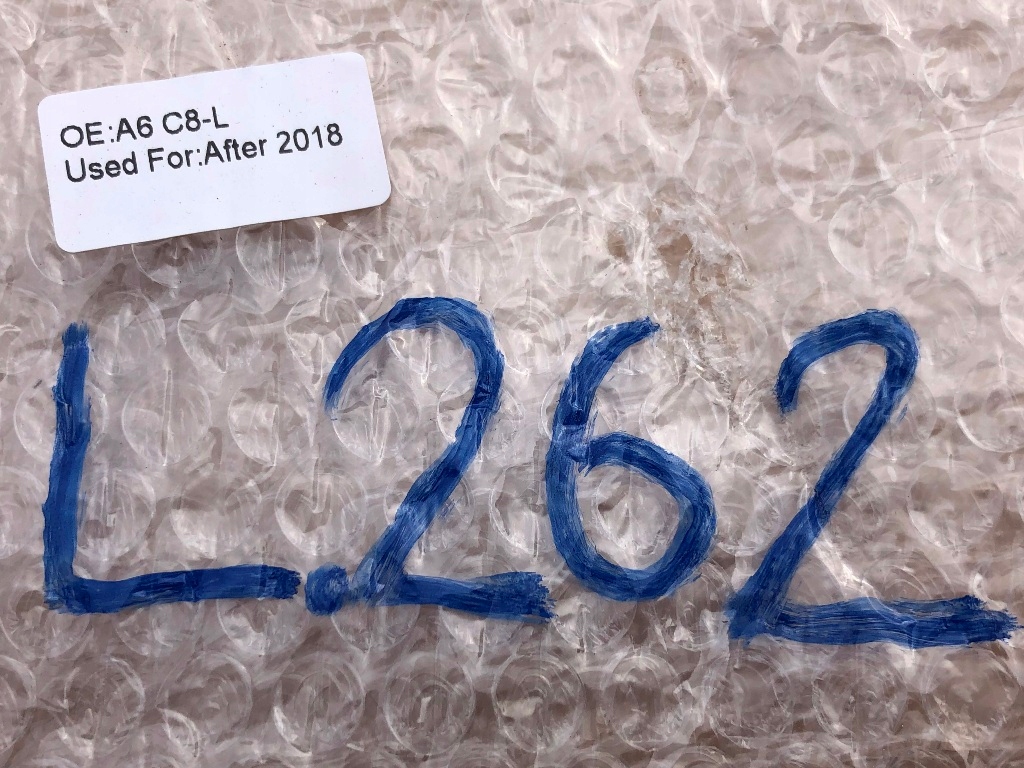 OE:A6 C8-L
Used For:After 2018
L.262